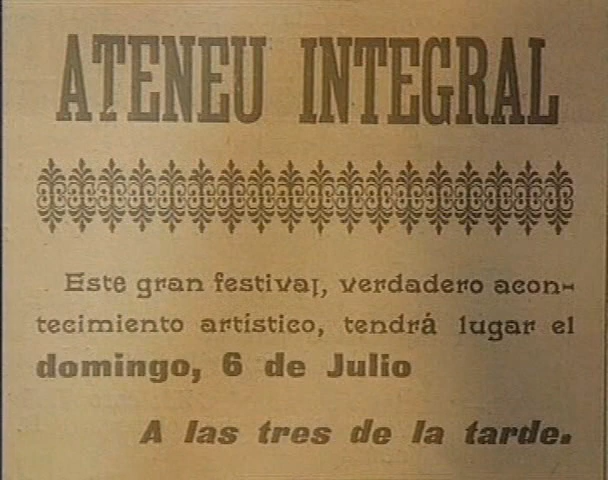 ATENEU INTEGRAL
Este gran festival, verdadero acon-
tecimiento artístico, tendrá lugar el
domingo, 6 de Julio
A las tres de la tarde.